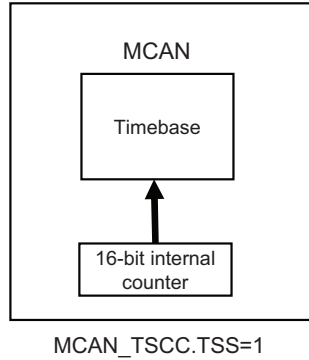 MCAN
Timebase
16-bit internal
counter
MCAN_TSCC.TSS=1